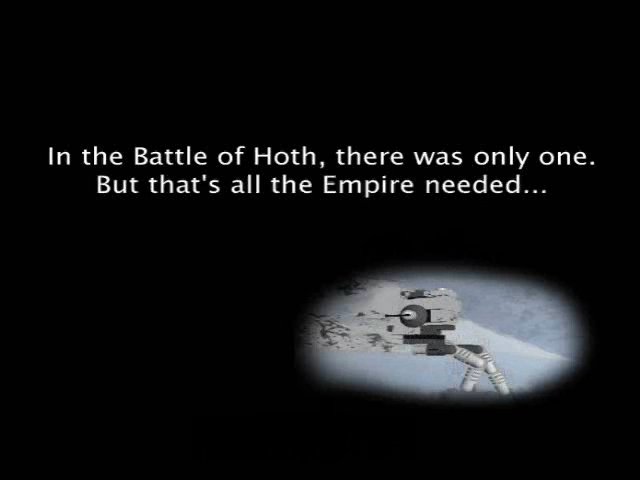 In the Battle of Hoth, there was only one.
But that's all the Empire needed...